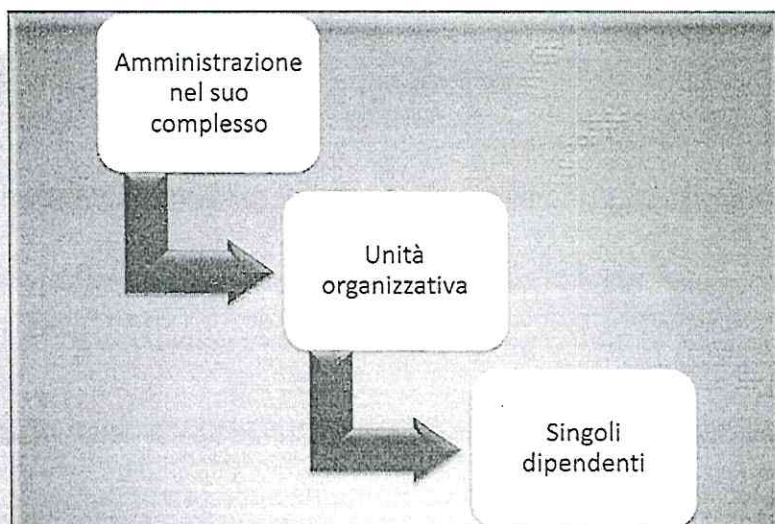 Amministrazione
nel suo
complesso
Unità
organizzativa
Singoli
dipendenti